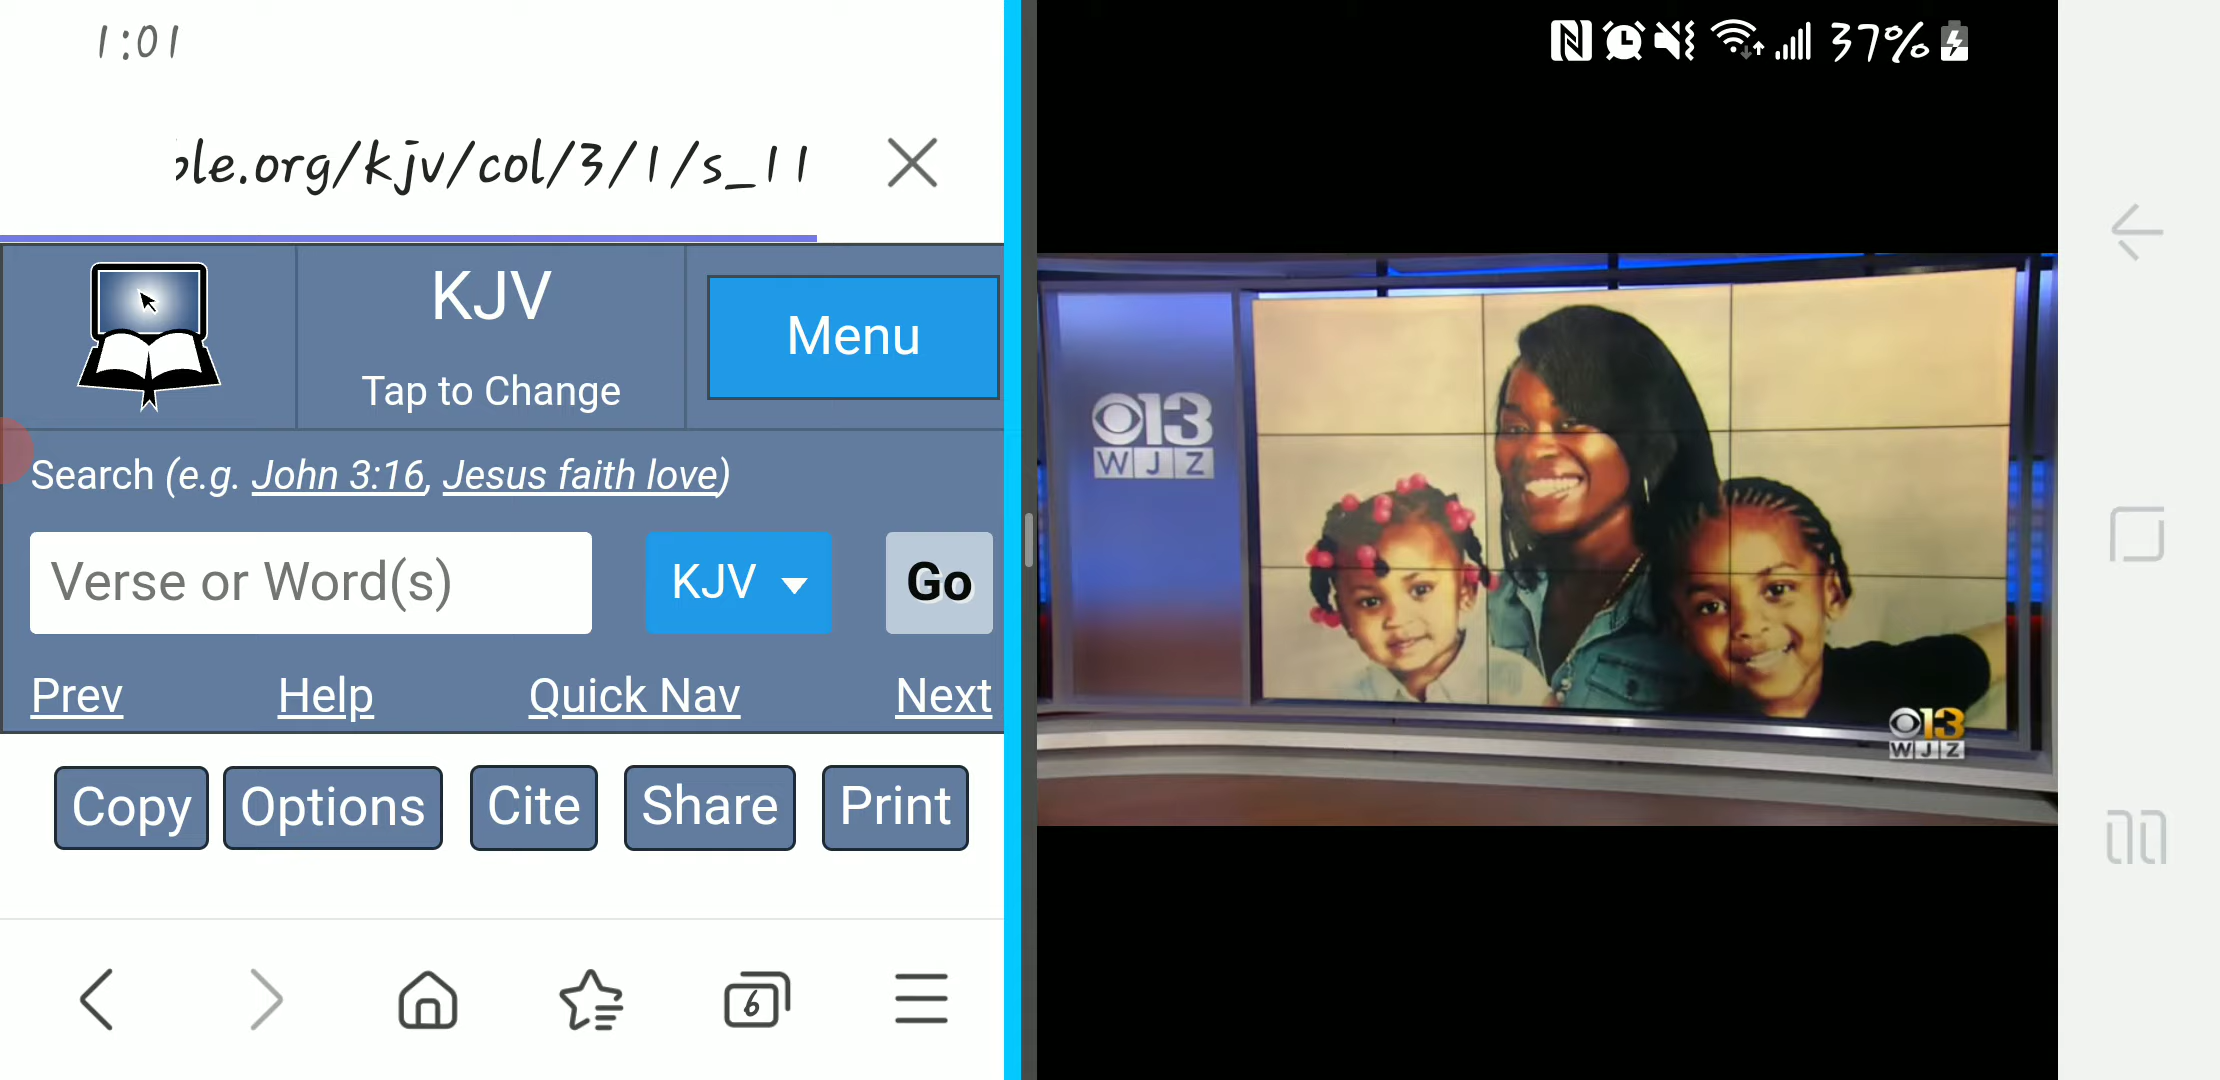 1:01
37%
ble.org/kjv/col/3/1/s_11
KJV
Tap to Change
Menu
Search (e.g. John 3:16, Jesus faith love)
Verse or Word(s)
KJV
Go
Prev
Help
Quick Nav
Next
Copy
Options
Cite
Share
Print
6
13
WJZ
13
WJZ